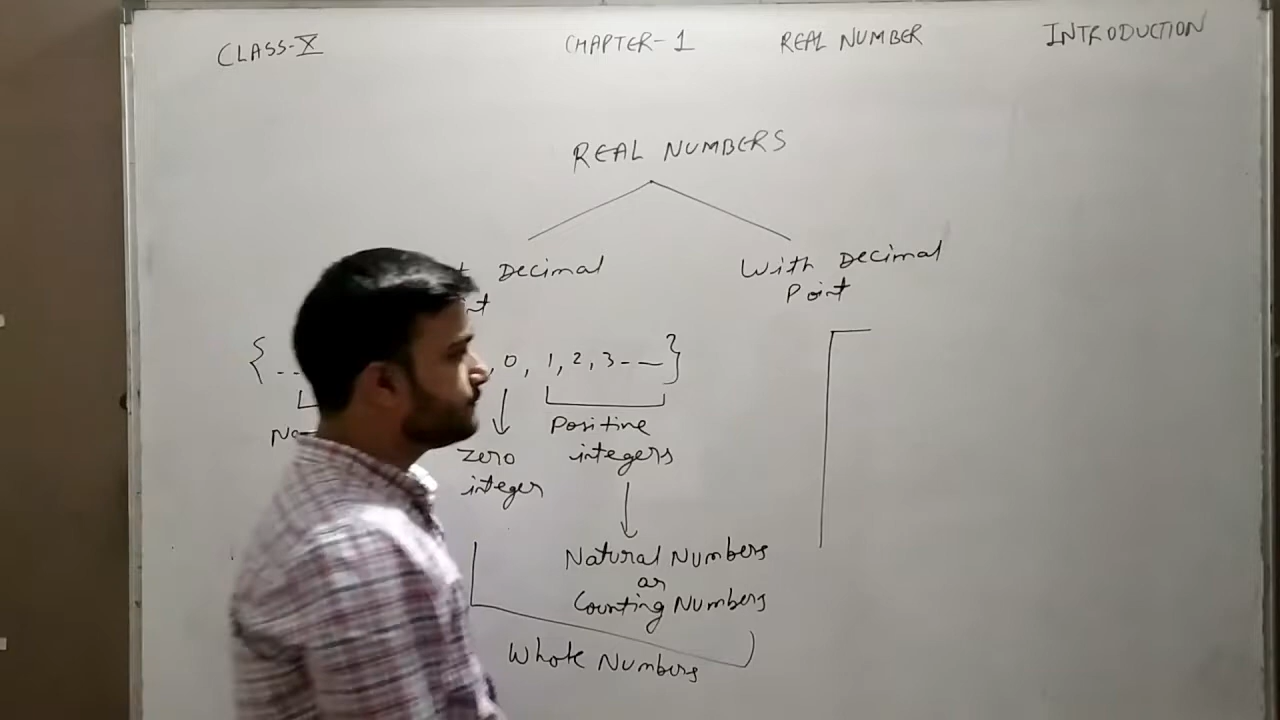 CLASS-X CHAPTER-1 REAL NUMBER INTRODUCTION
REAL NUMBERS
Decimal
With Decimal
Point
{ -- , 0, 1, 2, 3 -- — }
Positive
integers
Zero
integer
Natural Numbers
or
Counting Numbers
Whole Numbers